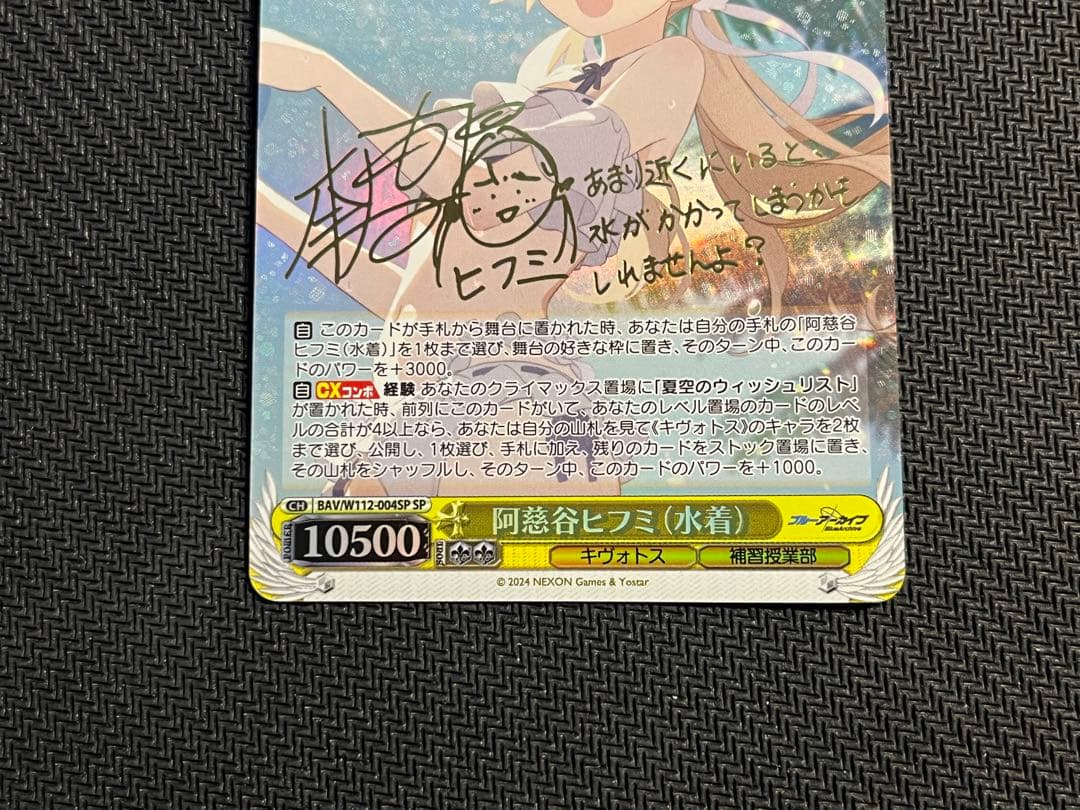 あまり近くにいると、
水がかかってしまうかも
しれませんよ?
ヒフミ
自 このカードが手札から舞台に置かれた時、あなたは自分の手札の「阿慈谷
ヒフミ(水着)」を1枚まで選び、舞台の好きな枠に置き、そのターン中、このカー
ドのパワーを+3000。
自 CXコンボ 経験 あなたのクライマックス置場に「夏空のウィッシュリスト」
が置かれた時、前列にこのカードがいて、あなたのレベル置場のカードのレベ
ルの合計が4以上なら、あなたは自分の山札を見て《キヴォトス》のキャラを2枚
まで選び、公開し、1枚選び、手札に加え、残りのカードをストック置場に置き、
その山札をシャッフルし、そのターン中、このカードのパワーを+1000。
CH BAV/W112-004SP SP
POWER 10500 SOUL
阿慈谷ヒフミ(水着)
ブルーアーカイブ
BlueArchive
キヴォトス 補習授業部
© 2024 NEXON Games & Yostar